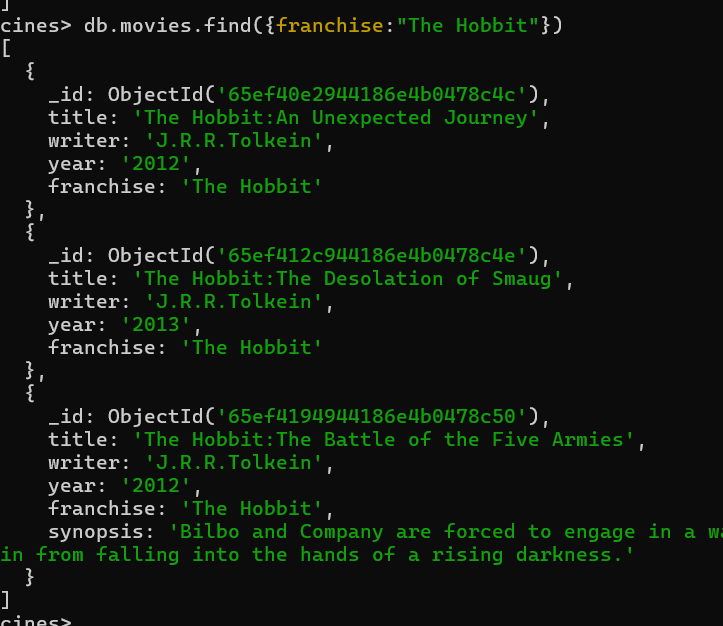 ]
cines> db.movies.find({franchise:"The Hobbit"})
[
  {
    _id: ObjectId('65ef40e2944186e4b0478c4c'),
    title: 'The Hobbit:An Unexpected Journey',
    writer: 'J.R.R.Tolkein',
    year: '2012',
    franchise: 'The Hobbit'
  },
  {
    _id: ObjectId('65ef412c944186e4b0478c4e'),
    title: 'The Hobbit:The Desolation of Smaug',
    writer: 'J.R.R.Tolkein',
    year: '2013',
    franchise: 'The Hobbit'
  },
  {
    _id: ObjectId('65ef4194944186e4b0478c50'),
    title: 'The Hobbit:The Battle of the Five Armies',
    writer: 'J.R.R.Tolkein',
    year: '2012',
    franchise: 'The Hobbit',
    synopsis: 'Bilbo and Company are forced to engage in a
in from falling into the hands of a rising darkness.'
  }
]
cines>